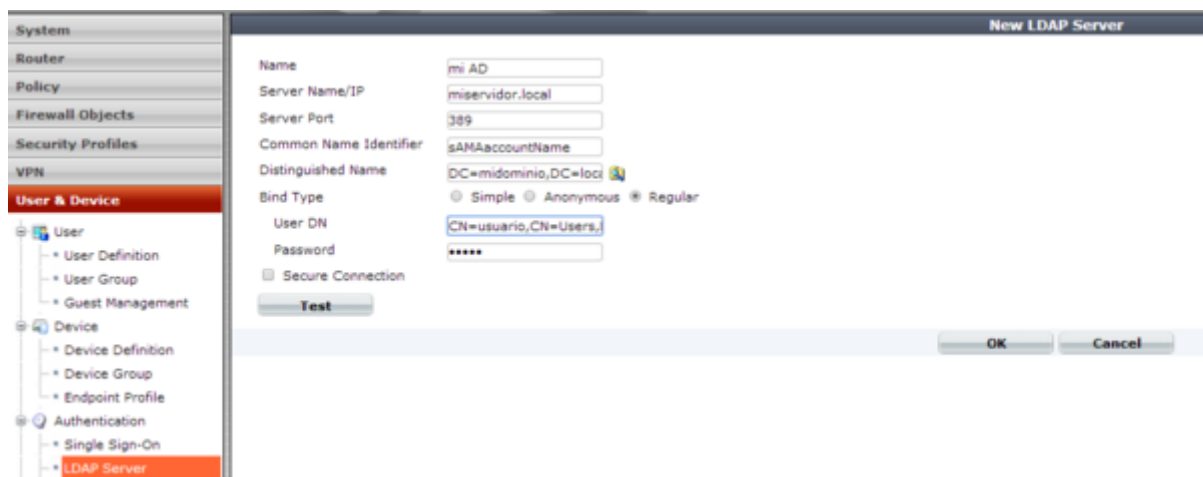 New LDAP Server
System
Router
Policy
Firewall Objects
Security Profiles
VPN
User & Device
User
User Definition
User Group
Guest Management
Device
Device Definition
Device Group
Endpoint Profile
Authentication
Single Sign-On
LDAP Server
Name mi AD
Server Name/IP miservidor.local
Server Port 389
Common Name Identifier sAMAaccountName
Distinguished Name DC=midominio,DC=loca
Bind Type Simple Anonymous Regular
User DN CN=usuario,CN=Users,
Password •••••
Secure Connection
Test
OK Cancel